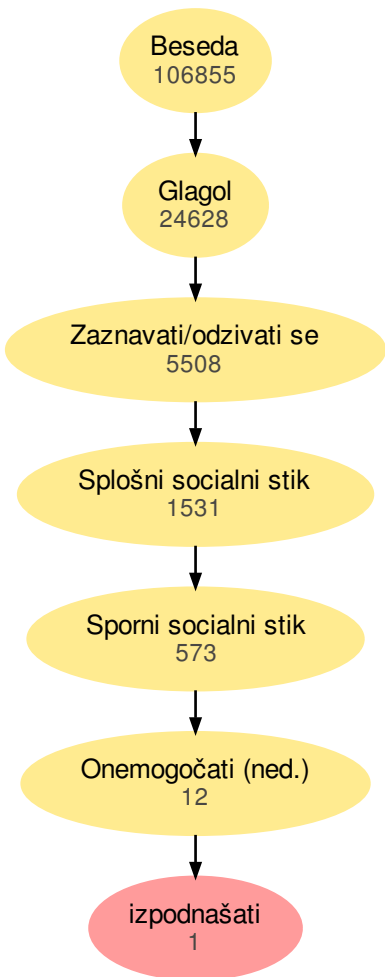 Beseda
106855
Glagol
24628
Zaznavati/odzivati se
5508
Splošni socialni stik
1531
Sporni socialni stik
573
Onemogočati (ned.)
12
izpodnašati
1